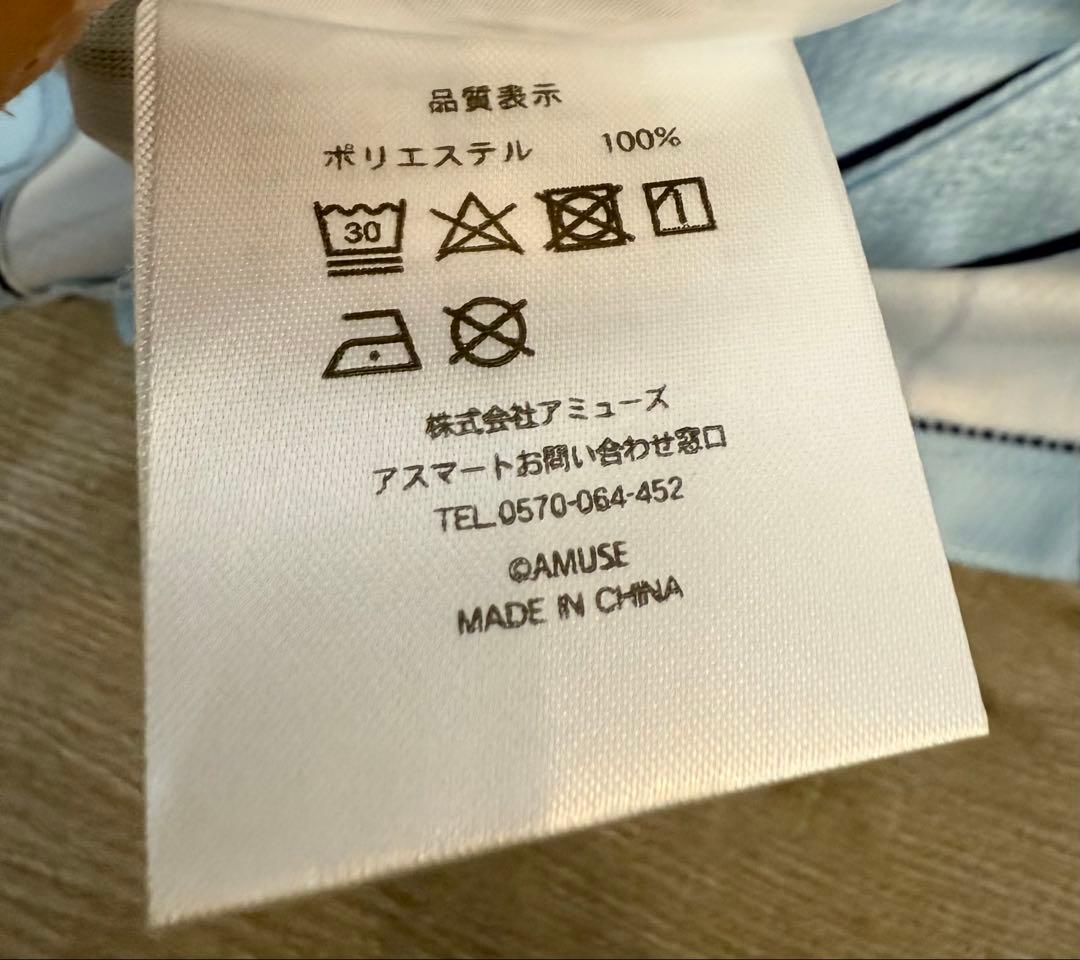 品質表示
ポリエステル 100%
30
株式会社アミューズ
アスマートお問い合わせ窓口
TEL.0570-064-452
©AMUSE
MADE IN CHINA